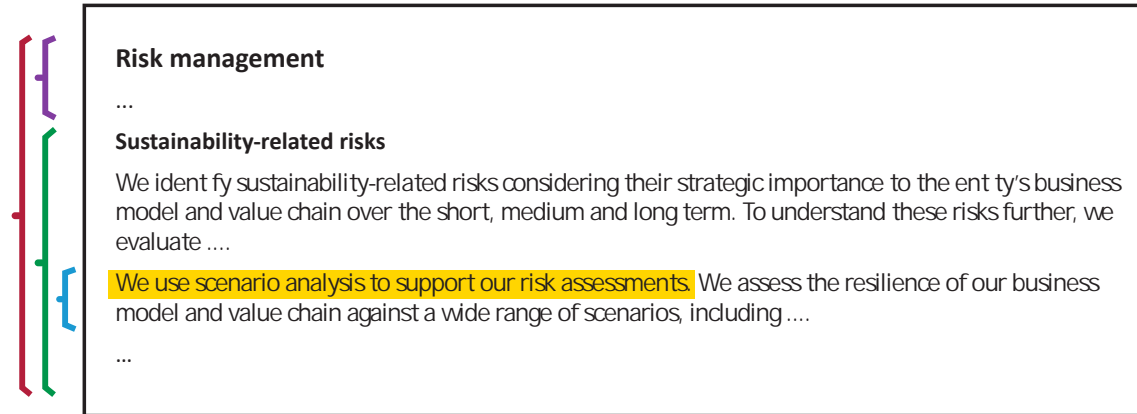 Risk management
...
Sustainability-related risks
We ident fy sustainability-related risks considering their strategic importance to the ent ty's business
model and value chain over the short, medium and long term. To understand these risks further, we
evaluate ....
We use scenario analysis to support our risk assessments. We assess the resilience of our business
model and value chain against a wide range of scenarios, including ....
...